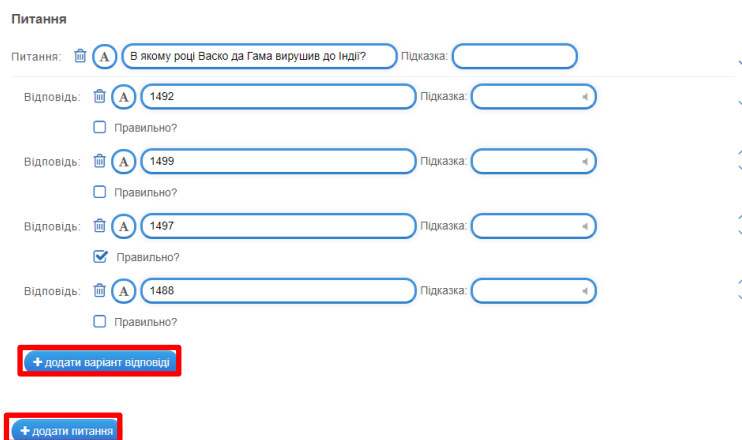 Питання
Питання: A В якому році Васко да Гама вирушив до Індії? Підказка:
Відповідь: A 1492 Підказка:
Правильно?
Відповідь: A 1499 Підказка:
Правильно?
Відповідь: A 1497 Підказка:
Правильно?
Відповідь: A 1488 Підказка:
Правильно?
+ додати варіант відповіді
+ додати питання